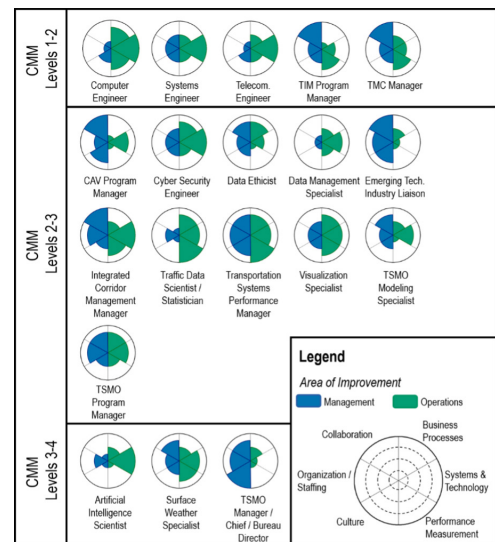 CMM
Levels 1-2
Computer
Engineer
Systems
Engineer
Telecom.
Engineer
TIM Program
Manager
TMC Manager
CMM
Levels 2-3
CAV Program
Manager
Cyber Security
Engineer
Data Ethicist
Data Management
Specialist
Emerging Tech.
Industry Liaison
Integrated
Corridor
Management
Manager
Traffic Data
Scientist /
Statistician
Transportation
Systems
Performance
Manager
Visualization
Specialist
TSMO
Modeling
Specialist
TSMO
Program
Manager
CMM
Levels 3-4
Artificial
Intelligence
Scientist
Surface
Weather
Specialist
TSMO
Manager /
Chief / Bureau
Director
Legend
Area of Improvement
Management
Operations
Collaboration
Business
Processes
Organization /
Staffing
Systems &
Technology
Culture
Performance
Measurement